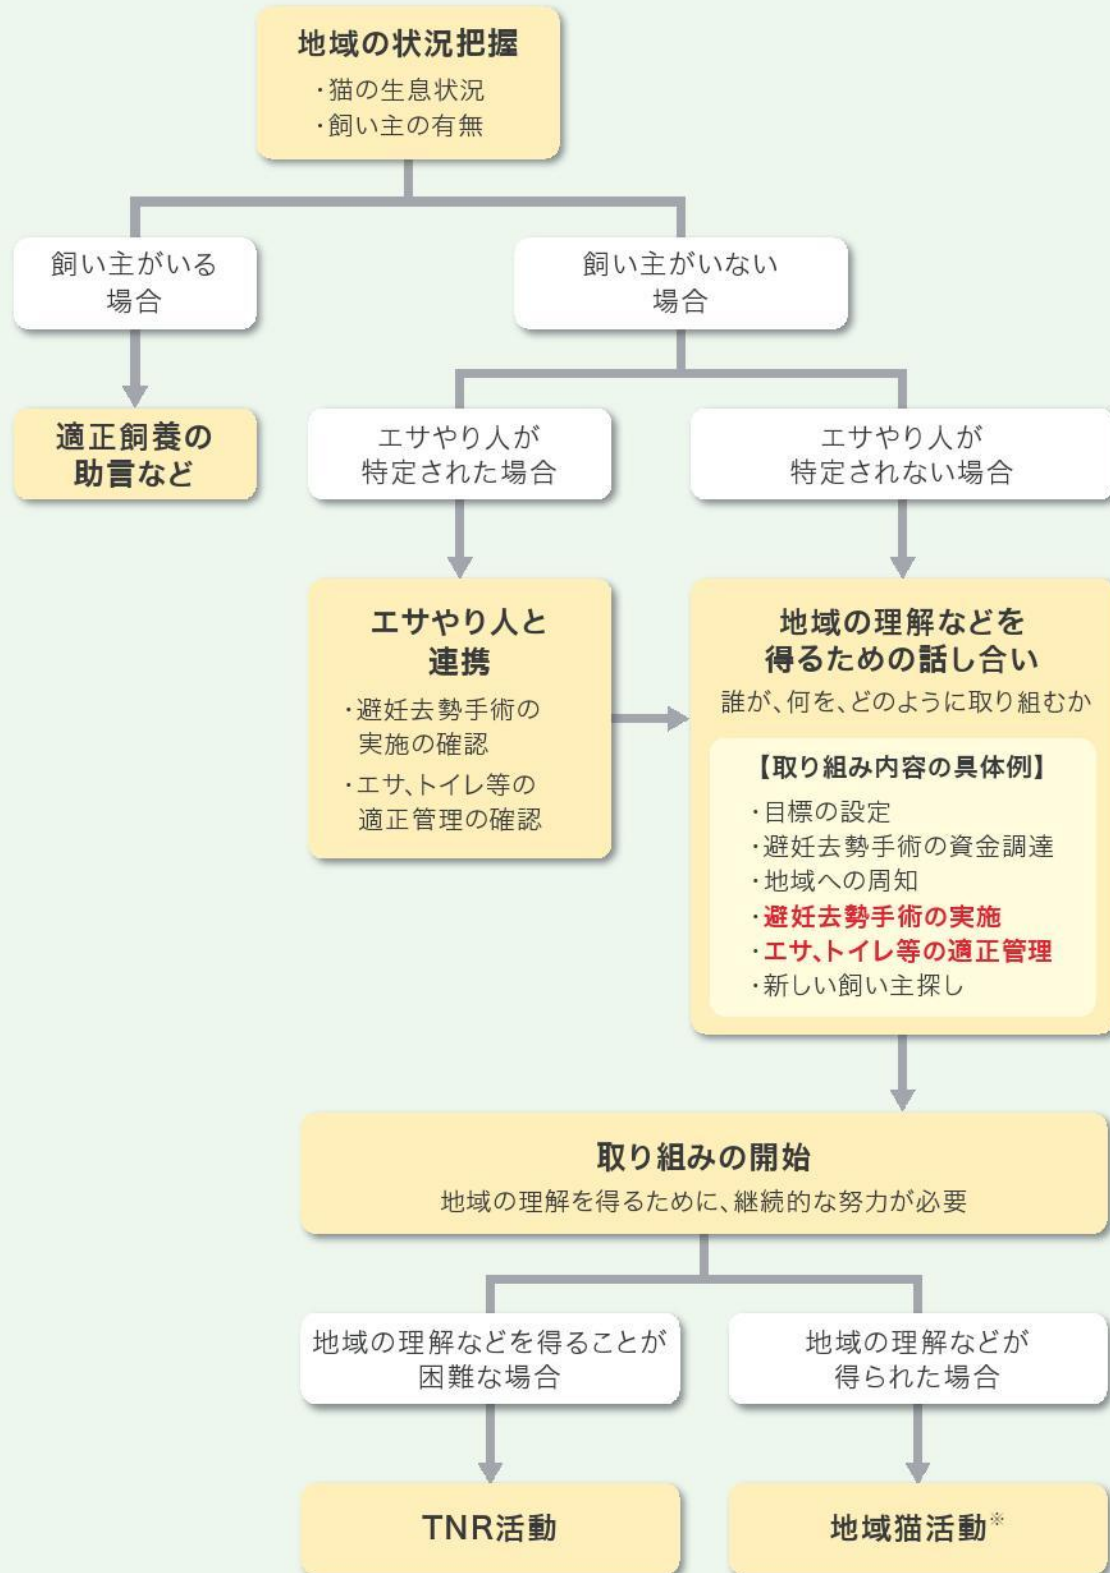 地域の状況把握
・猫の生息状況
・飼い主の有無
飼い主がいる
場合
飼い主がいない
場合
適正飼養の
助言など
エサやり人が
特定された場合
エサやり人が
特定されない場合
エサやり人と
連携
・避妊去勢手術の
実施の確認
・エサ、トイレ等の
適正管理の確認
地域の理解などを
得るための話し合い
誰が、何を、どのように取り組むか
【取り組み内容の具体例】
・目標の設定
・避妊去勢手術の資金調達
・地域への周知
・避妊去勢手術の実施
・エサ、トイレ等の適正管理
・新しい飼い主探し
取り組みの開始
地域の理解を得るために、継続的な努力が必要
地域の理解などを得ることが
困難な場合
地域の理解などが
得られた場合
TNR活動
地域猫活動※